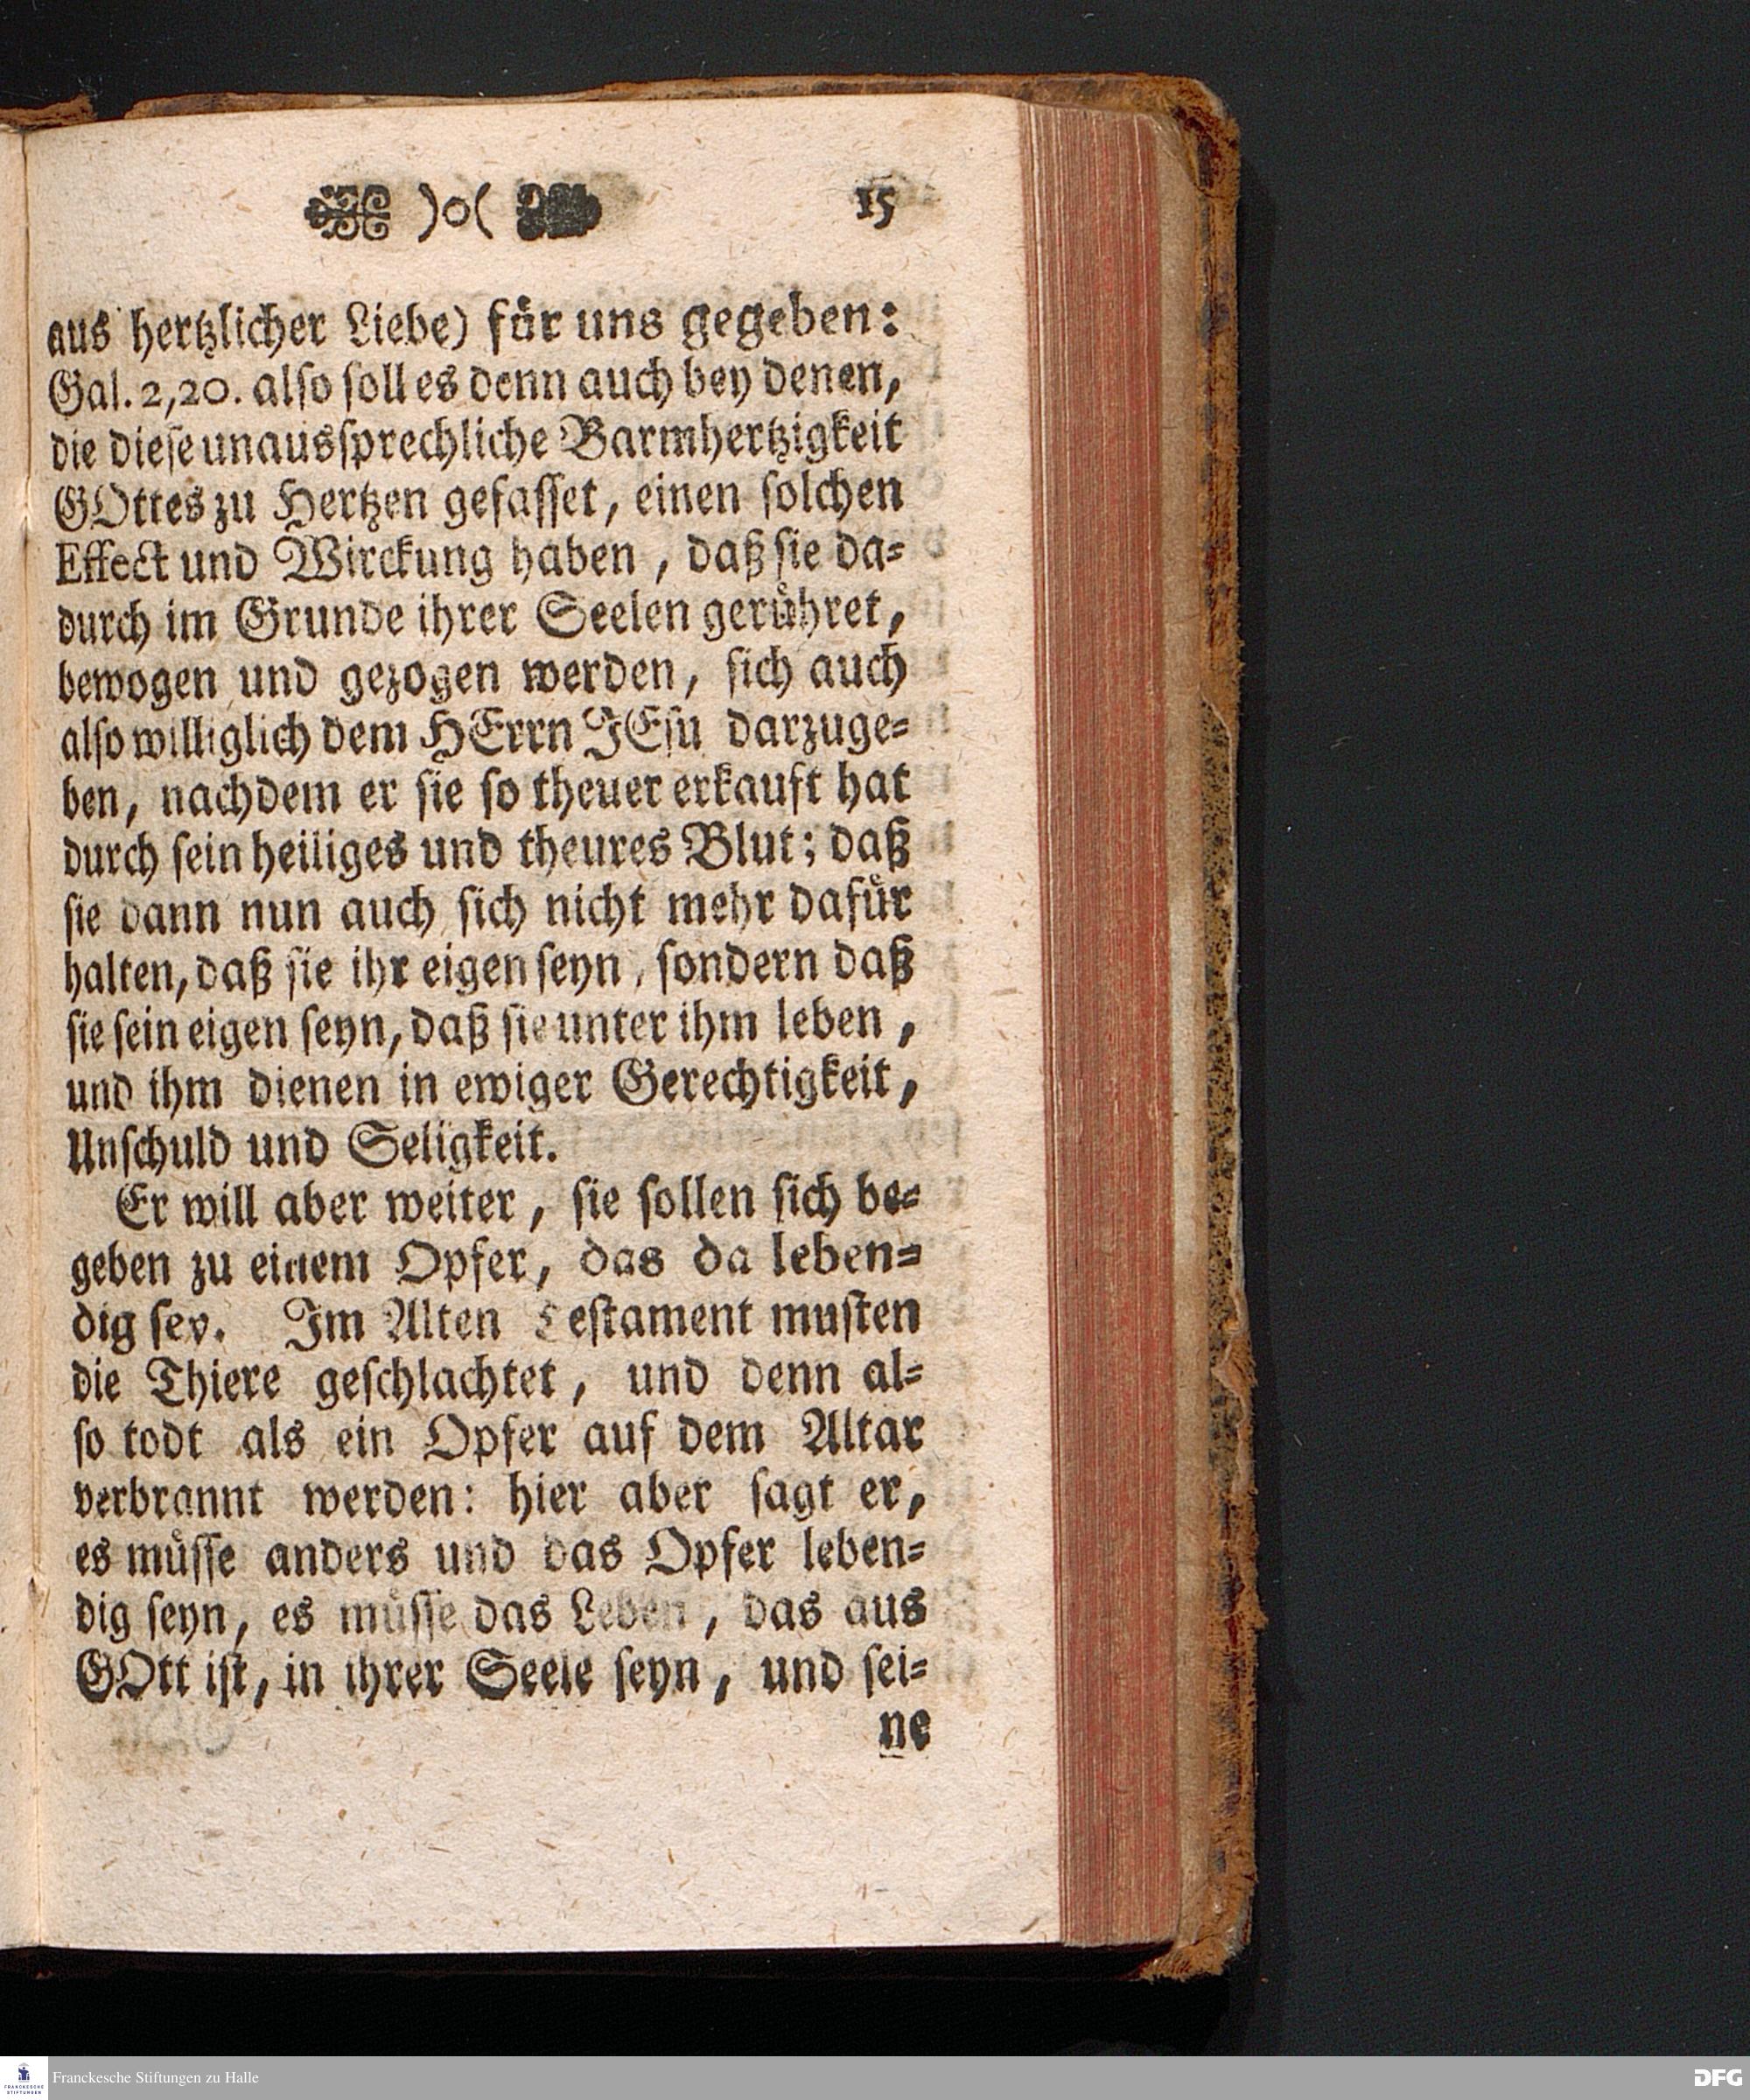 )o( 15
aus hertzlicher Liebe) für uns gegeben:
Gal. 2,20. also soll es denn auch bey denen,
die diese unaussprechliche Barmhertzigkeit
GOttes zu Hertzen gefasset, einen solchen
Effect und Wirckung haben, daß sie da-
durch im Grunde ihrer Seelen gerühret,
bewogen und gezogen werden, sich auch
also williglich dem HErrn JEsu darzuge-
ben, nachdem er sie so theuer erkauft hat
durch sein heiliges und theures Blut; daß
sie dann nun auch sich nicht mehr dafür
halten, daß sie ihr eigen seyn, sondern daß
sie sein eigen seyn, daß sie unter ihm leben,
und ihm dienen in ewiger Gerechtigkeit,
Unschuld und Seligkeit.
Er will aber weiter, sie sollen sich be-
geben zu einem Opfer, das da leben-
dig sey. Im Alten Testament musten
die Thiere geschlachtet, und denn al-
so todt als ein Opfer auf dem Altar
verbrannt werden: hier aber sagt er,
es müsse anders und das Opfer leben-
dig seyn, es müsse das Leben, das aus
GOtt ist, in ihrer Seele seyn, und sei-
ne
FRANCKESCHE STIFTUNGEN
Franckesche Stiftungen zu Halle
DFG